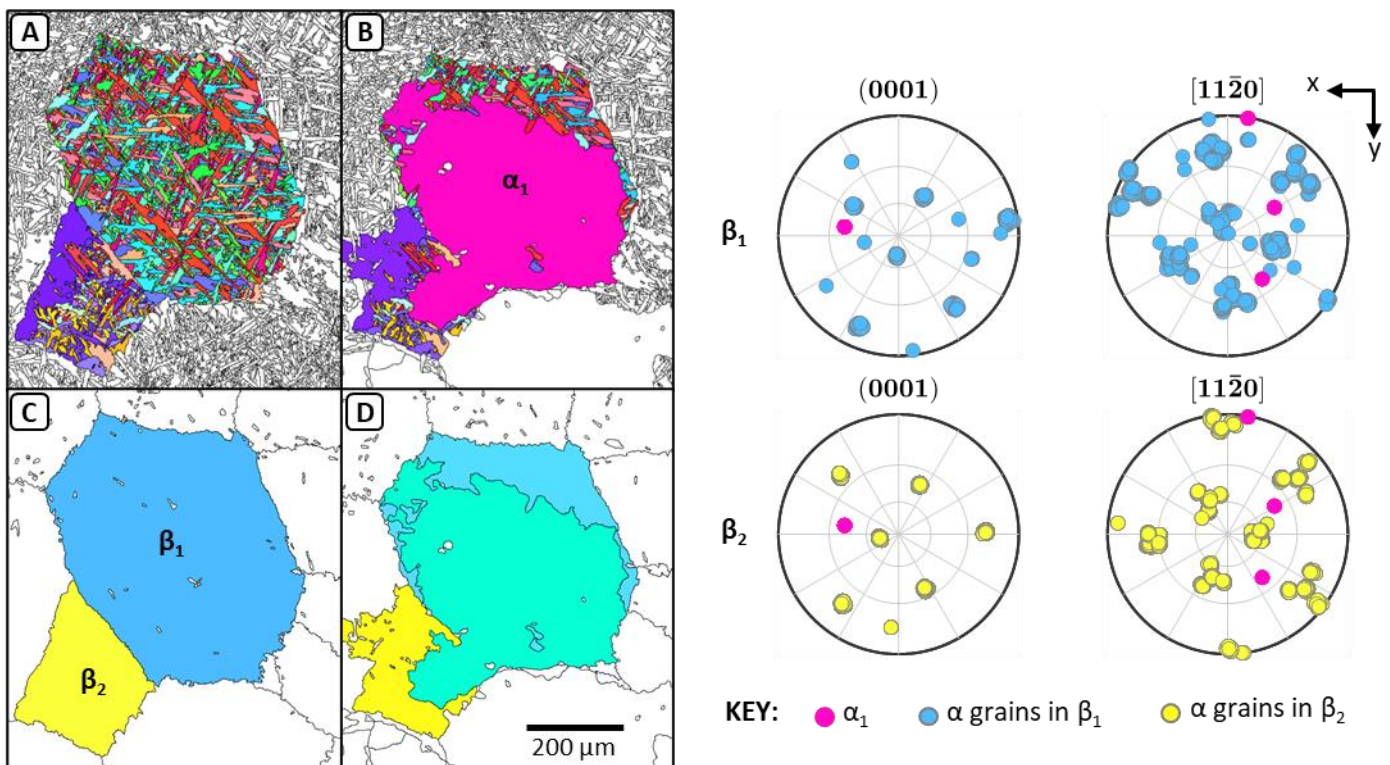 A
B
α₁
C
β₁
β₂
D
200 μm
(0001)
[112̄0]
x
y
β₁
(0001)
[112̄0]
β₂
KEY: α₁ α grains in β₁ α grains in β₂